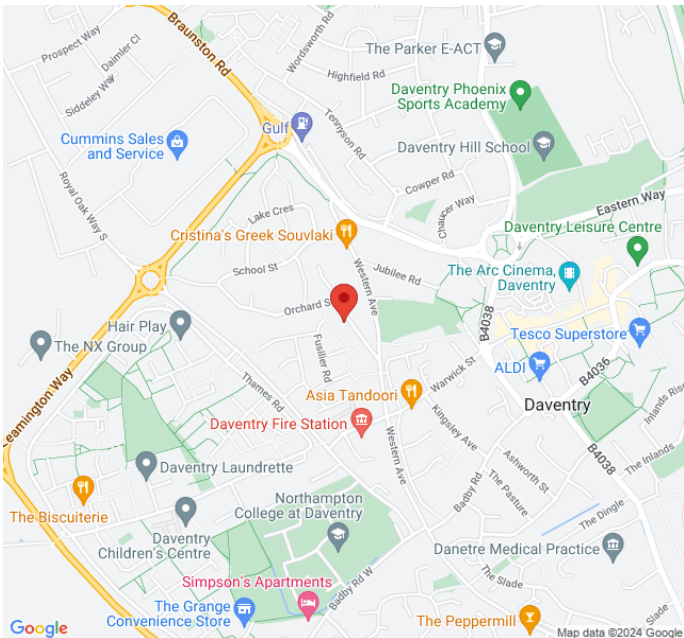 Prospect Way
Daimler Cl
Siddeley Way
Braunston Rd
Wordsworth Rd
Highfield Rd
The Parker E-ACT
Daventry Phoenix
Sports Academy
Gulf
Tennyson Rd
Cummins Sales
and Service
Daventry Hill School
Cowper Rd
Chaucer Way
Eastern Way
Royal Oak Way S
Lake Cres
Cristina's Greek Souvlaki
Daventry Leisure Centre
School St
Western Ave
Jubilee Rd
The Arc Cinema,
Daventry
Orchard S
Hair Play
The NX Group
Fusilier Rd
B4038
Tesco Superstore
ALDI
B4036
Leamington Way
Thames Rd
Asia Tandoori
Warwick St
Daventry
Daventry Fire Station
Kingsley Ave
Inlands Rise
Western Ave
Daventry Laundrette
Ashworth St
B4038
The Inlands
The Biscuiterie
Badby Rd
The Pasture
Northampton
College at Daventry
The Dingle
Daventry
Children's Centre
Danetre Medical Practice
Simpson's Apartments
Badby Rd W
The Slade
The Grange
Convenience Store
The Peppermill
Slade
Google
Map data ©2024 Google